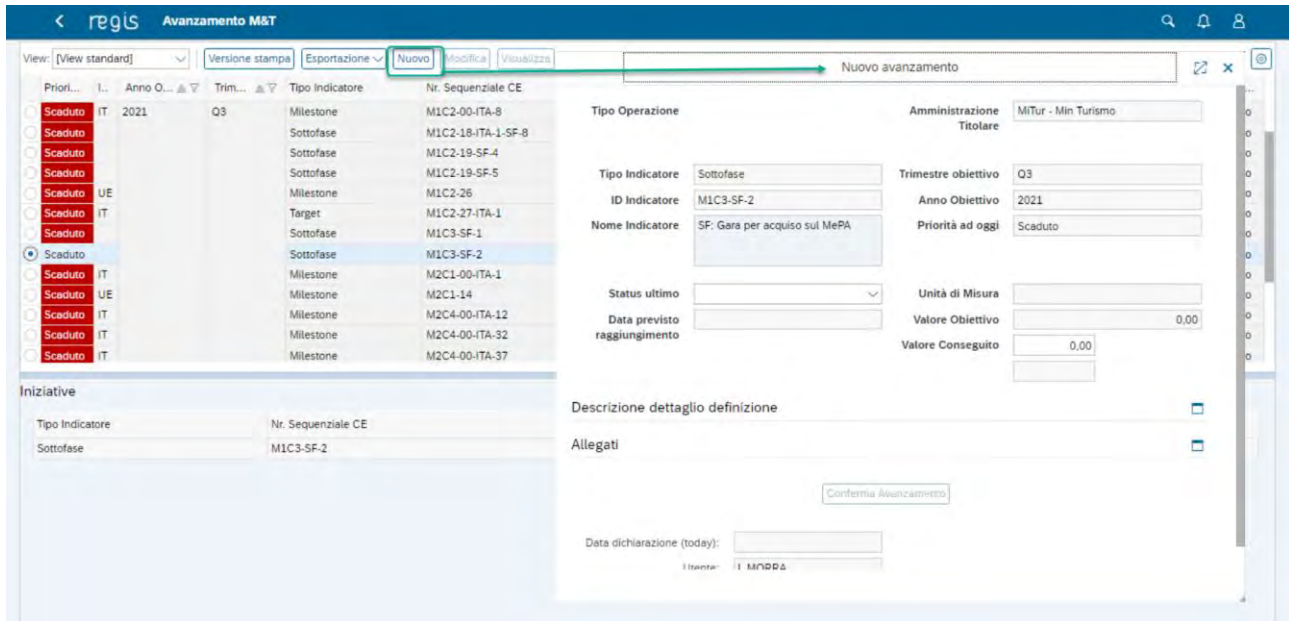 regis Avanzamento M&T
View: [View standard] Versione stampa Esportazione Nuovo Modifica Visualizza
Nuovo avanzamento
Priori... I.. Anno O... Trim... Tipo Indicatore Nr. Sequenziale CE
Scaduto IT 2021 Q3 Milestone M1C2-00-ITA-8
Scaduto Sottofase M1C2-18-ITA-1-SF-8
Scaduto Sottofase M1C2-19-SF-4
Scaduto Sottofase M1C2-19-SF-5
Scaduto UE Milestone M1C2-26
Scaduto IT Target M1C2-27-ITA-1
Scaduto Sottofase M1C3-SF-1
Scaduto Sottofase M1C3-SF-2
Scaduto IT Milestone M2C1-00-ITA-1
Scaduto UE Milestone M2C1-14
Scaduto IT Milestone M2C4-00-ITA-12
Scaduto IT Milestone M2C4-00-ITA-32
Scaduto IT Milestone M2C4-00-ITA-37
Tipo Operazione
Amministrazione Titolare MiTur - Min Turismo
Tipo Indicatore Sottofase
Trimestre obiettivo Q3
ID Indicatore M1C3-SF-2
Anno Obiettivo 2021
Nome Indicatore SF: Gara per acquiso sul MePA
Priorità ad oggi Scaduto
Status ultimo
Unità di Misura
Data previsto raggiungimento
Valore Obiettivo 0,00
Valore Conseguito 0,00
Descrizione dettaglio definizione
Allegati
Conferma Avanzamento
Data dichiarazione (today):
Utente: I_MORRA
Iniziative
Tipo Indicatore Nr. Sequenziale CE
Sottofase M1C3-SF-2